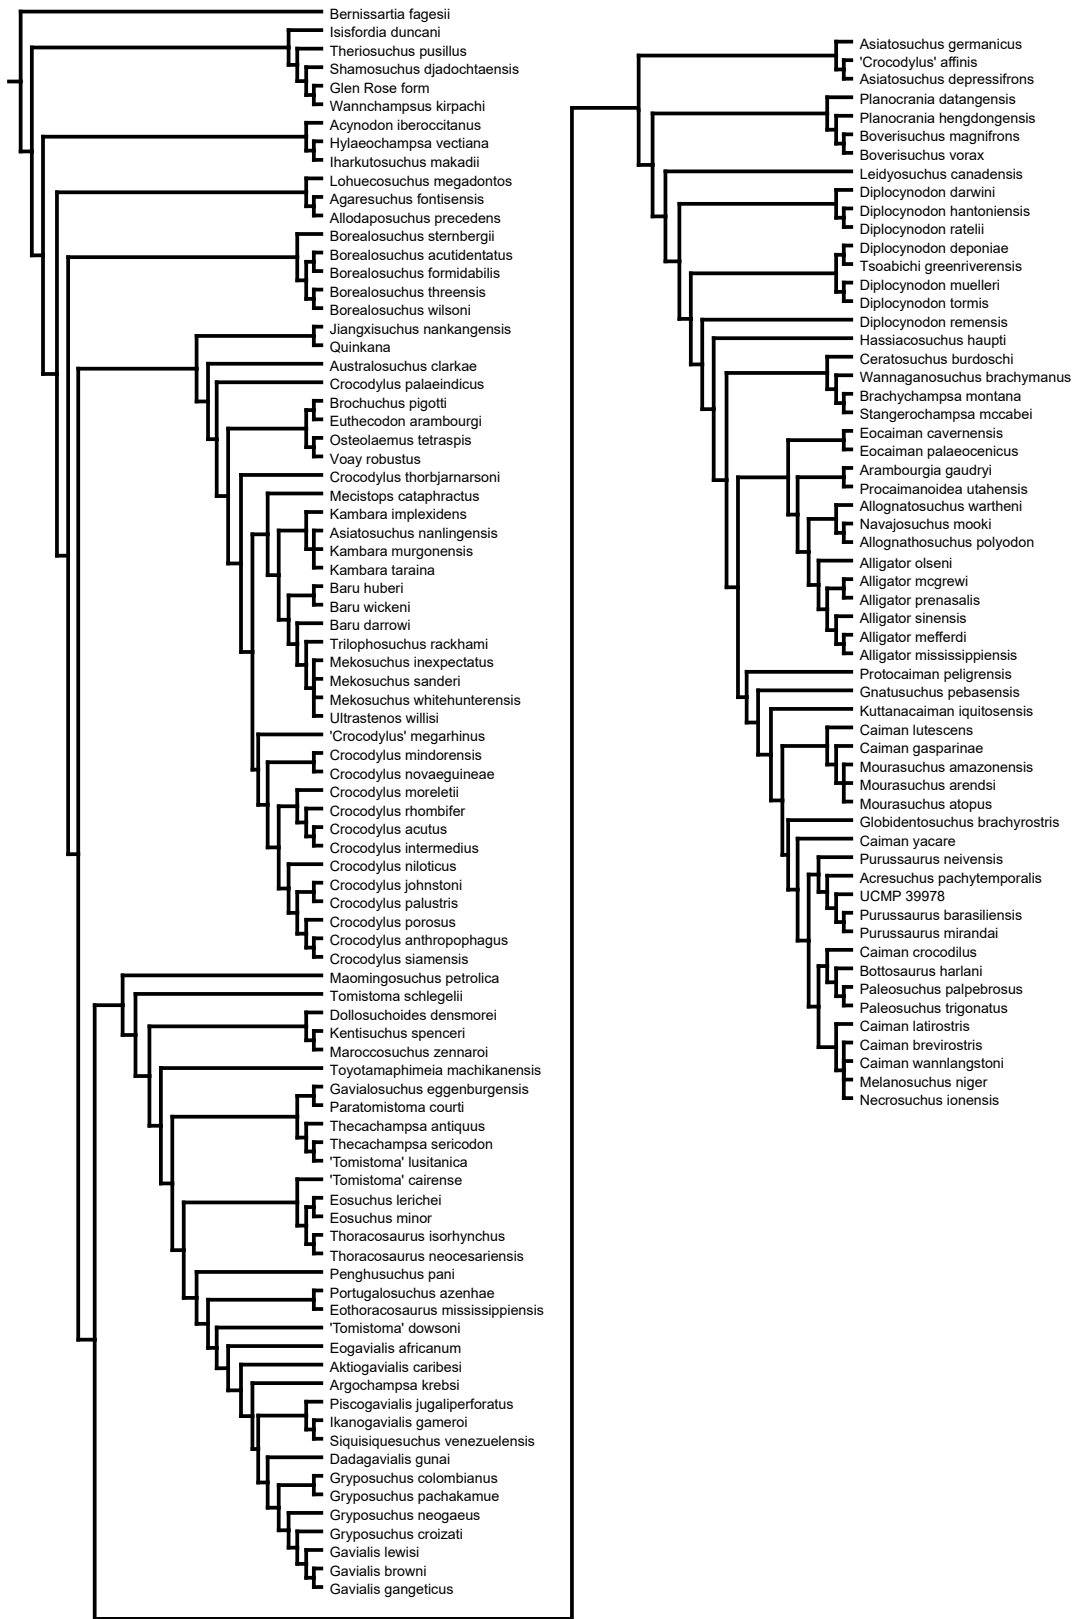 Bernissartia fagesii
Isisfordia duncani
Theriosuchus pusillus
Shamosuchus djadochtaensis
Glen Rose form
Wannchampsus kirpachi
Acynodon iberoccitanus
Hylaeochampsa vectiana
Iharkutosuchus makadii
Lohuecosuchus megadontos
Agaresuchus fontisensis
Allodaposuchus precedens
Borealosuchus sternbergii
Borealosuchus acutidentatus
Borealosuchus formidabilis
Borealosuchus threensis
Borealosuchus wilsoni
Jiangxisuchus nankangensis
Quinkana
Australosuchus clarkae
Crocodylus palaeindicus
Brochuchus pigotti
Euthecodon arambourgi
Osteolaemus tetraspis
Voay robustus
Crocodylus thorbjarnarsoni
Mecistops cataphractus
Kambara implexidens
Asiatosuchus nanlingensis
Kambara murgonensis
Kambara taraina
Baru huberi
Baru wickeni
Baru darrowi
Trilophosuchus rackhami
Mekosuchus inexpectatus
Mekosuchus sanderi
Mekosuchus whitehunterensis
Ultrastenos willisi
'Crocodylus' megarhinus
Crocodylus mindorensis
Crocodylus novaeguineae
Crocodylus moreletii
Crocodylus rhombifer
Crocodylus acutus
Crocodylus intermedius
Crocodylus niloticus
Crocodylus johnstoni
Crocodylus palustris
Crocodylus porosus
Crocodylus anthropophagus
Crocodylus siamensis
Maomingosuchus petrolica
Tomistoma schlegelii
Dollosuchoides densmorei
Kentisuchus spenceri
Maroccosuchus zennaroi
Toyotamaphimeia machikanensis
Gavialosuchus eggenburgensis
Paratomistoma courti
Thecachampsa antiquus
Thecachampsa sericodon
'Tomistoma' lusitanica
'Tomistoma' cairense
Eosuchus lerichei
Eosuchus minor
Thoracosaurus isorhynchus
Thoracosaurus neocesariensis
Penghusuchus pani
Portugalosuchus azenhae
Eothoracosaurus mississippiensis
'Tomistoma' dowsoni
Eogavialis africanum
Aktiogavialis caribesi
Argochampsa krebsi
Piscogavialis jugaliperforatus
Ikanogavialis gameroi
Siquisiquesuchus venezuelensis
Dadagavialis gunai
Gryposuchus colombianus
Gryposuchus pachakamue
Gryposuchus neogaeus
Gryposuchus croizati
Gavialis lewisi
Gavialis browni
Gavialis gangeticus
Asiatosuchus germanicus
'Crocodylus' affinis
Asiatosuchus depressifrons
Planocrania datangensis
Planocrania hengdongensis
Boverisuchus magnifrons
Boverisuchus vorax
Leidyosuchus canadensis
Diplocynodon darwini
Diplocynodon hantoniensis
Diplocynodon ratelii
Diplocynodon deponiae
Tsoabichi greenriverensis
Diplocynodon muelleri
Diplocynodon tormis
Diplocynodon remensis
Hassiacosuchus haupti
Ceratosuchus burdoschi
Wannaganosuchus brachymanus
Brachychampsa montana
Stangerochampsa mccabei
Eocaiman cavernensis
Eocaiman palaeocenicus
Arambourgia gaudryi
Procaimanoidea utahensis
Allognatosuchus wartheni
Navajosuchus mooki
Allognathosuchus polyodon
Alligator olseni
Alligator mcgrewi
Alligator prenasalis
Alligator sinensis
Alligator mefferdi
Alligator mississippiensis
Protocaiman peligrensis
Gnatusuchus pebasensis
Kuttanacaiman iquitosensis
Caiman lutescens
Caiman gasparinae
Mourasuchus amazonensis
Mourasuchus arendsi
Mourasuchus atopus
Globidentosuchus brachyrostris
Caiman yacare
Purussaurus neivensis
Acresuchus pachytemporalis
UCMP 39978
Purussaurus barasiliensis
Purussaurus mirandai
Caiman crocodilus
Bottosaurus harlani
Paleosuchus palpebrosus
Paleosuchus trigonatus
Caiman latirostris
Caiman brevirostris
Caiman wannlangstoni
Melanosuchus niger
Necrosuchus ionensis